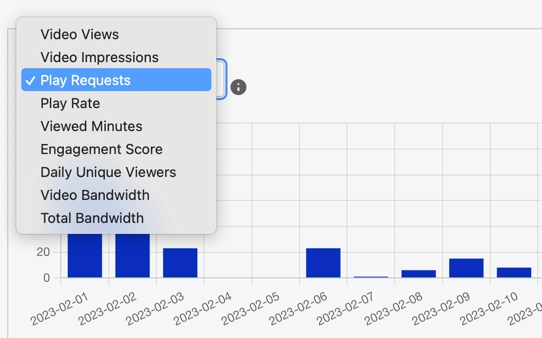 Video Views
Video Impressions
✓ Play Requests
Play Rate
Viewed Minutes
Engagement Score
Daily Unique Viewers
Video Bandwidth
Total Bandwidth
20
0
2023-02-01
2023-02-02
2023-02-03
2023-02-04
2023-02-05
2023-02-06
2023-02-07
2023-02-08
2023-02-09
2023-02-10